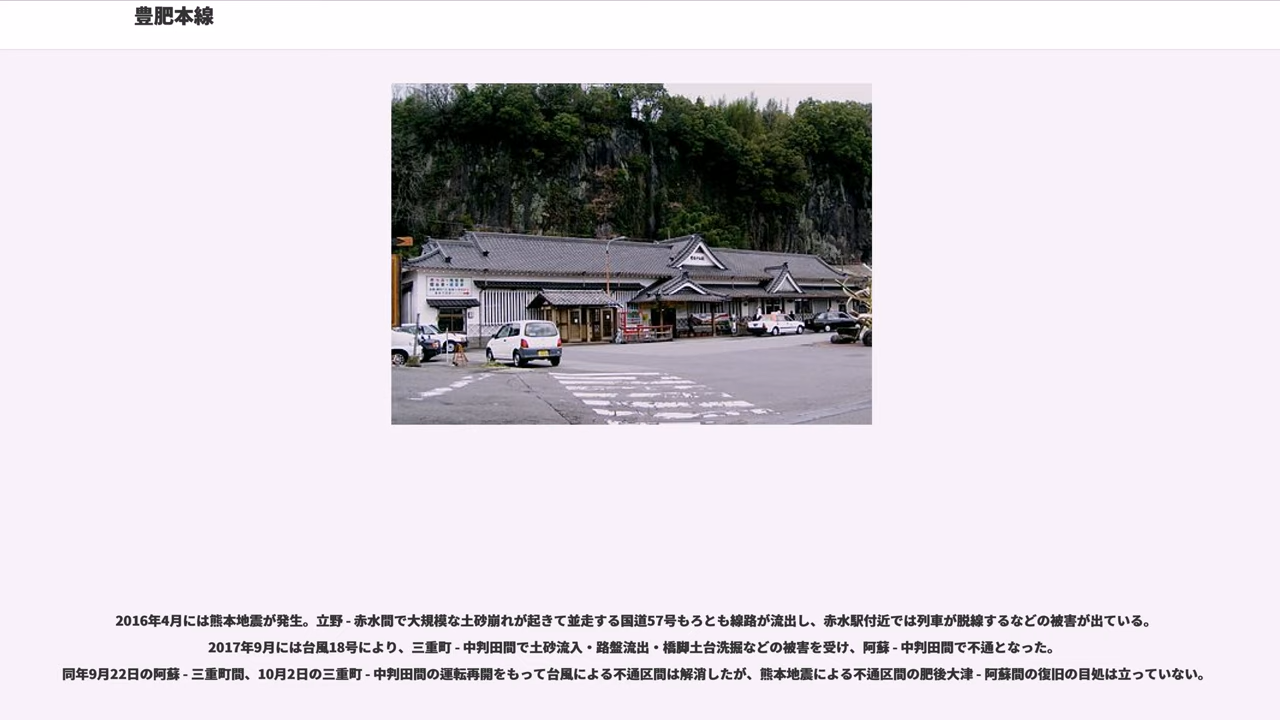 豊肥本線
2016年4月には熊本地震が発生。立野 - 赤水間で大規模な土砂崩れが起きて並走する国道57号もろとも線路が流出し、赤水駅付近では列車が脱線するなどの被害が出ている。
2017年9月には台風18号により、三重町 - 中判田間で土砂流入・路盤流出・橋脚土台洗掘などの被害を受け、阿蘇 - 中判田間で不通となった。
同年9月22日の阿蘇 - 三重町間、10月2日の三重町 - 中判田間の運転再開をもって台風による不通区間は解消したが、熊本地震による不通区間の肥後大津 - 阿蘇間の復旧の目処は立っていない。